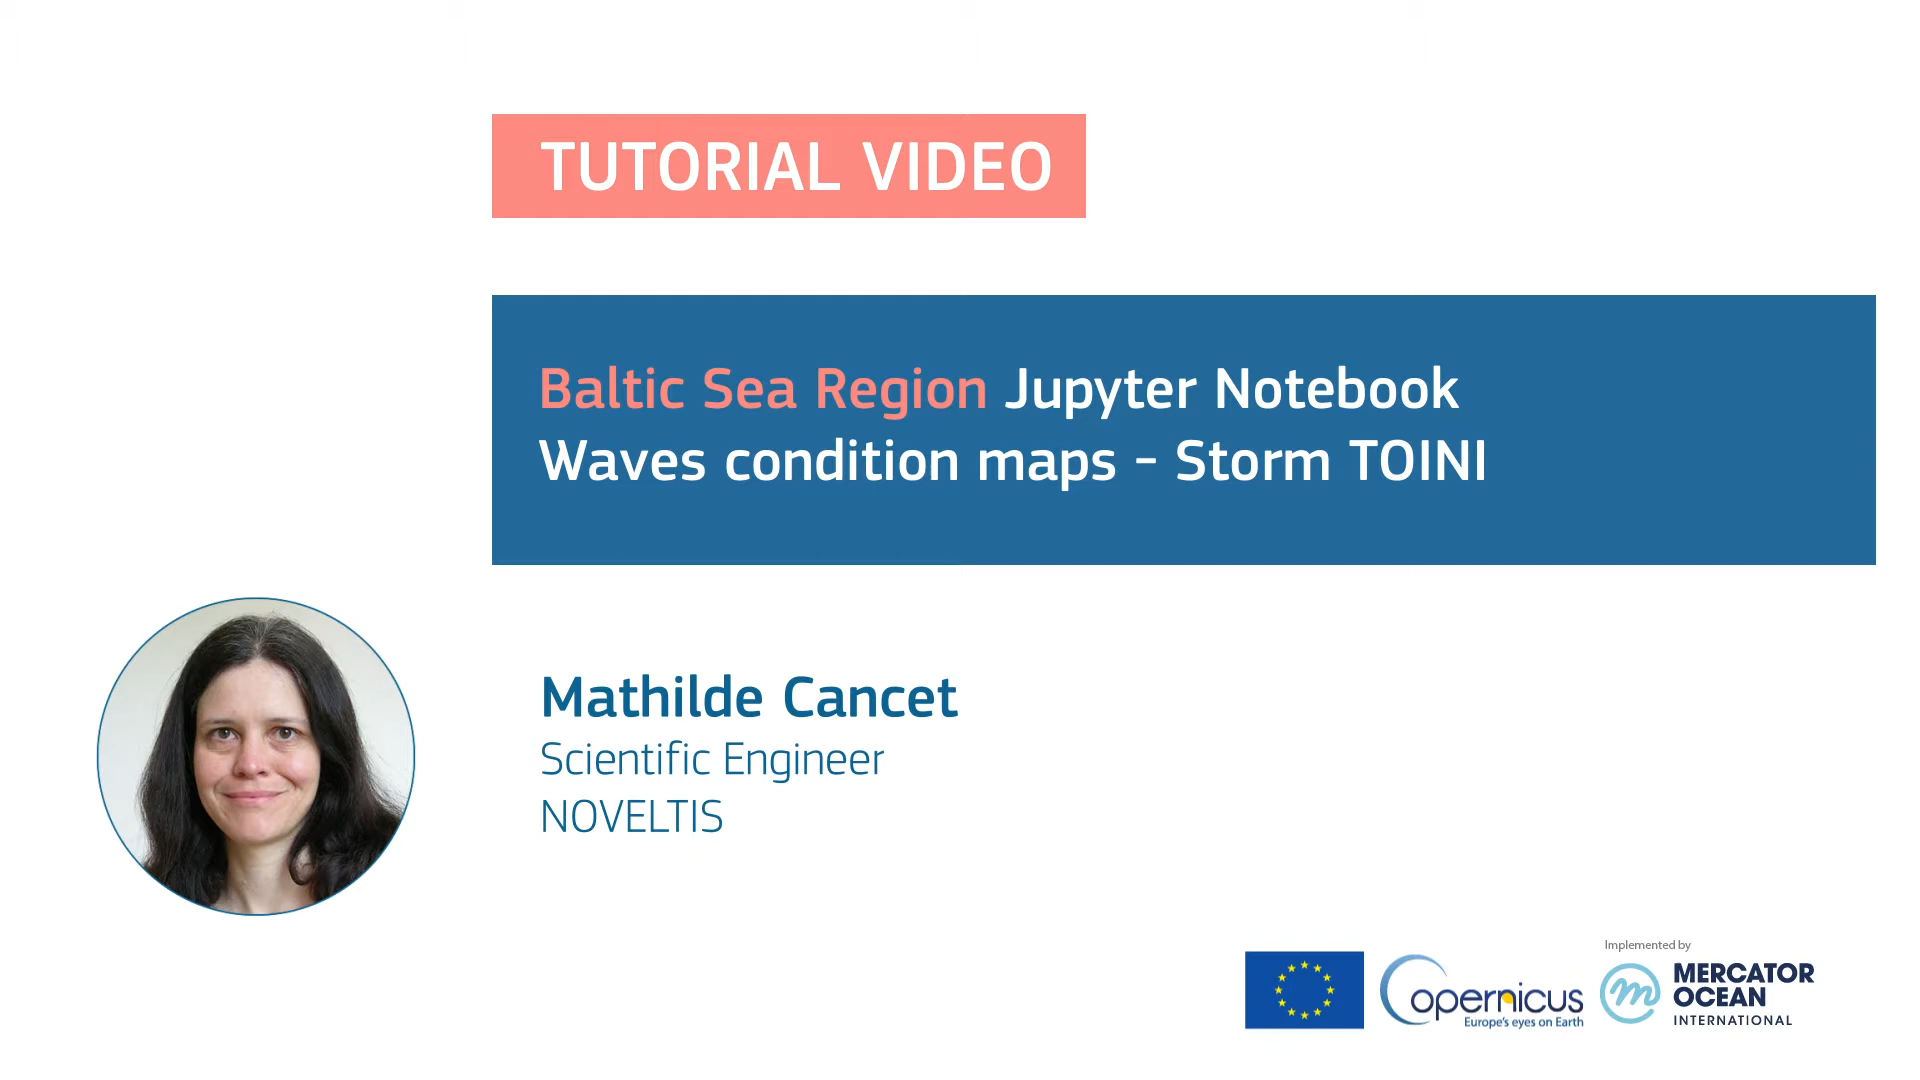 TUTORIAL VIDEO
Baltic Sea Region Jupyter Notebook
Waves condition maps - Storm TOINI
Mathilde Cancet
Scientific Engineer
NOVELTIS
Implemented by
opernicus
Europe's eyes on Earth
MERCATOR
OCEAN
INTERNATIONAL